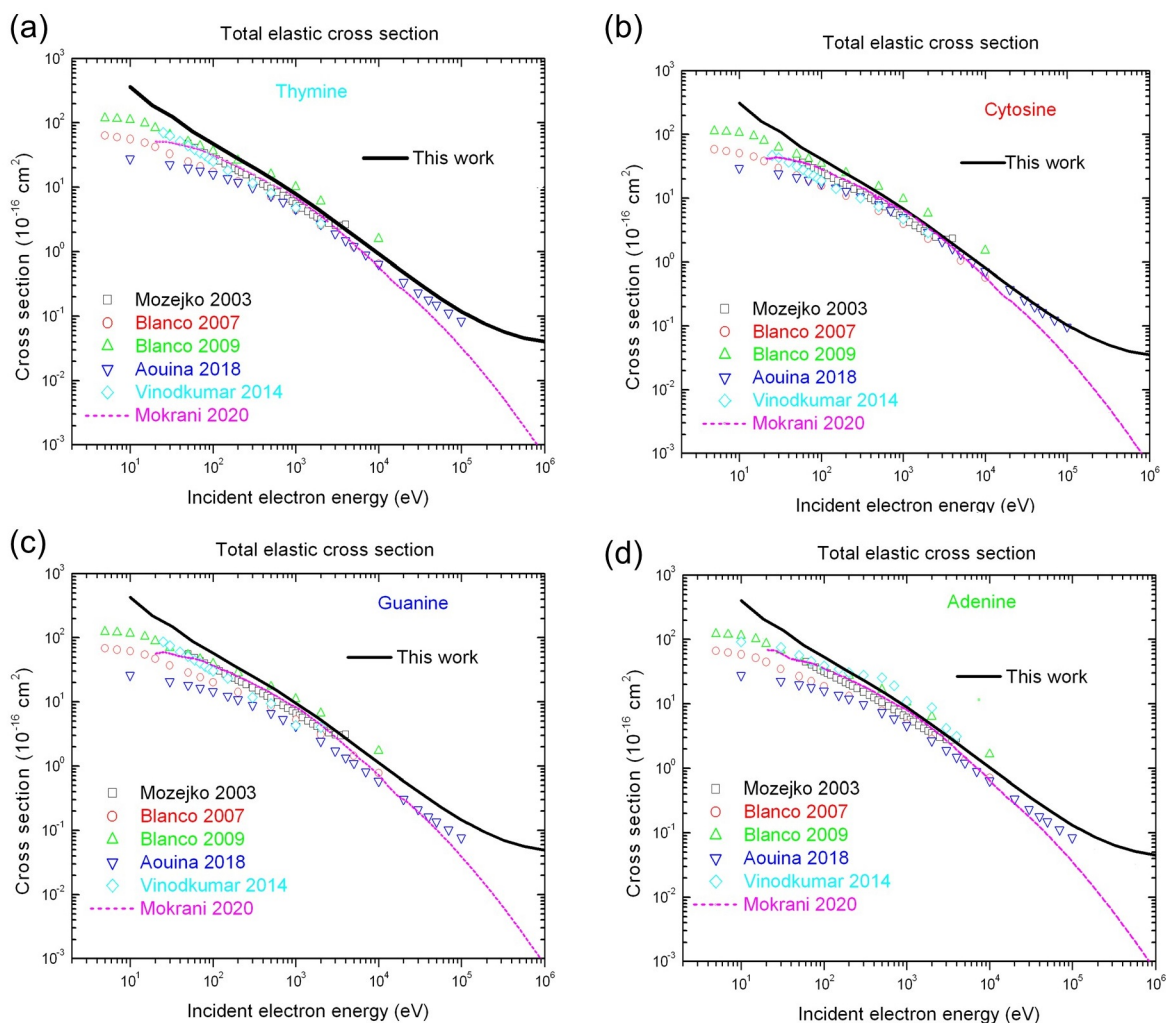 (a)
Total elastic cross section
Thymine
This work
Mozejko 2003
Blanco 2007
Blanco 2009
Aouina 2018
Vinodkumar 2014
Mokrani 2020
Cross section (10⁻¹⁶ cm²)
10³
10²
10¹
10⁰
10⁻¹
10⁻²
10⁻³
10¹ 10² 10³ 10⁴ 10⁵ 10⁶
Incident electron energy (eV)
(b)
Total elastic cross section
Cytosine
This work
Mozejko 2003
Blanco 2007
Blanco 2009
Aouina 2018
Vinodkumar 2014
Mokrani 2020
Cross section (10⁻¹⁶ cm²)
10³
10²
10¹
10⁰
10⁻¹
10⁻²
10⁻³
10¹ 10² 10³ 10⁴ 10⁵ 10⁶
Incident electron energy (eV)
(c)
Total elastic cross section
Guanine
This work
Mozejko 2003
Blanco 2007
Blanco 2009
Aouina 2018
Vinodkumar 2014
Mokrani 2020
Cross section (10⁻¹⁶ cm²)
10³
10²
10¹
10⁰
10⁻¹
10⁻²
10⁻³
10¹ 10² 10³ 10⁴ 10⁵ 10⁶
Incident electron energy (eV)
(d)
Total elastic cross section
Adenine
This work
Mozejko 2003
Blanco 2007
Blanco 2009
Aouina 2018
Vinodkumar 2014
Mokrani 2020
Cross section (10⁻¹⁶ cm²)
10³
10²
10¹
10⁰
10⁻¹
10⁻²
10⁻³
10¹ 10² 10³ 10⁴ 10⁵ 10⁶
Incident electron energy (eV)